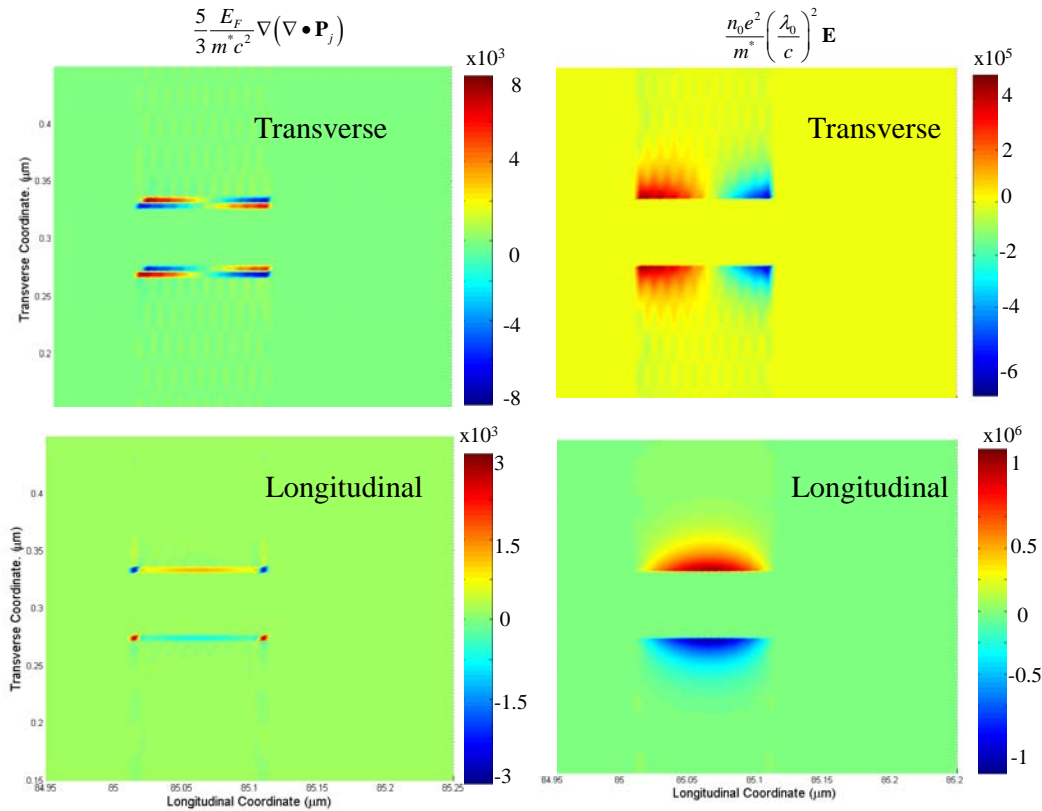 5/3 E_F/(m*c²) ∇(∇•P_j)
n₀e²/m* (λ₀/c)² E
x10³
8
4
0
-4
-8
Transverse
Transverse Coordinate. (μm)
0.4
0.35
0.3
0.25
0.2
x10⁵
4
2
0
-2
-4
-6
Transverse
x10³
3
1.5
0
-1.5
-3
Longitudinal
Transverse Coordinate. (μm)
0.4
0.35
0.3
0.25
0.2
0.15
85 85.05 85.1 85.15 85.2
Longitudinal Coordinate (μm)
x10⁶
1
0.5
0
-0.5
-1
Longitudinal
84.95 85 85.05 85.1 85.15 85.2
Longitudinal Coordinate (μm)